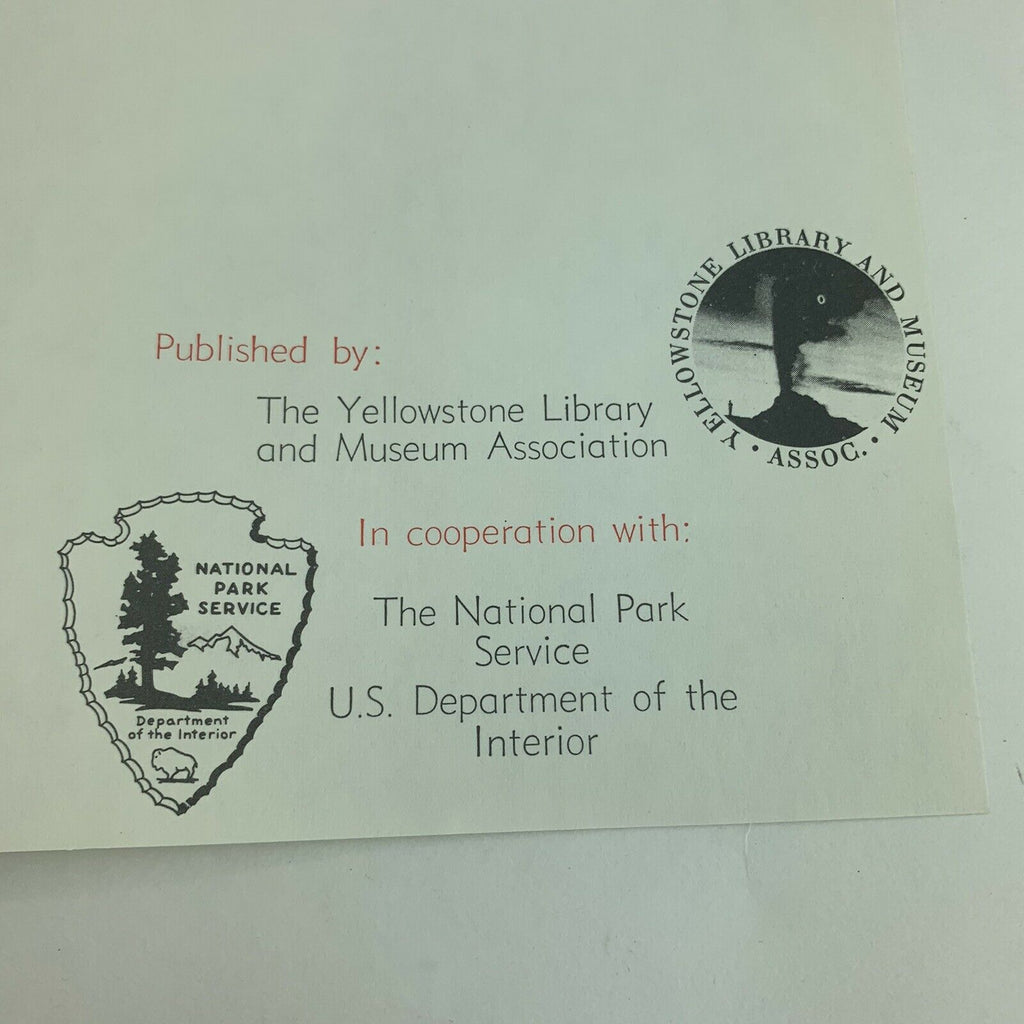 YELLOWSTONE LIBRARY AND MUSEUM
• ASSOC. •
Published by:
The Yellowstone Library
and Museum Association
In cooperation with:
NATIONAL
PARK
SERVICE
Department
of the Interior
The National Park
Service
U.S. Department of the
Interior